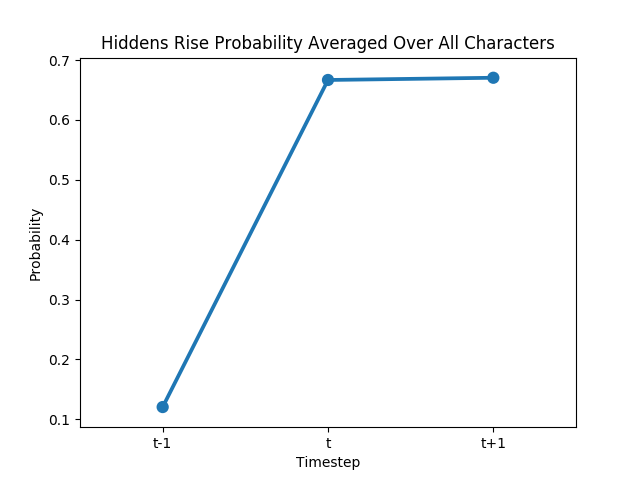 Hiddens Rise Probability Averaged Over All Characters
0.7
0.6
0.5
0.4
0.3
0.2
0.1
Probability
t-1 t t+1
Timestep